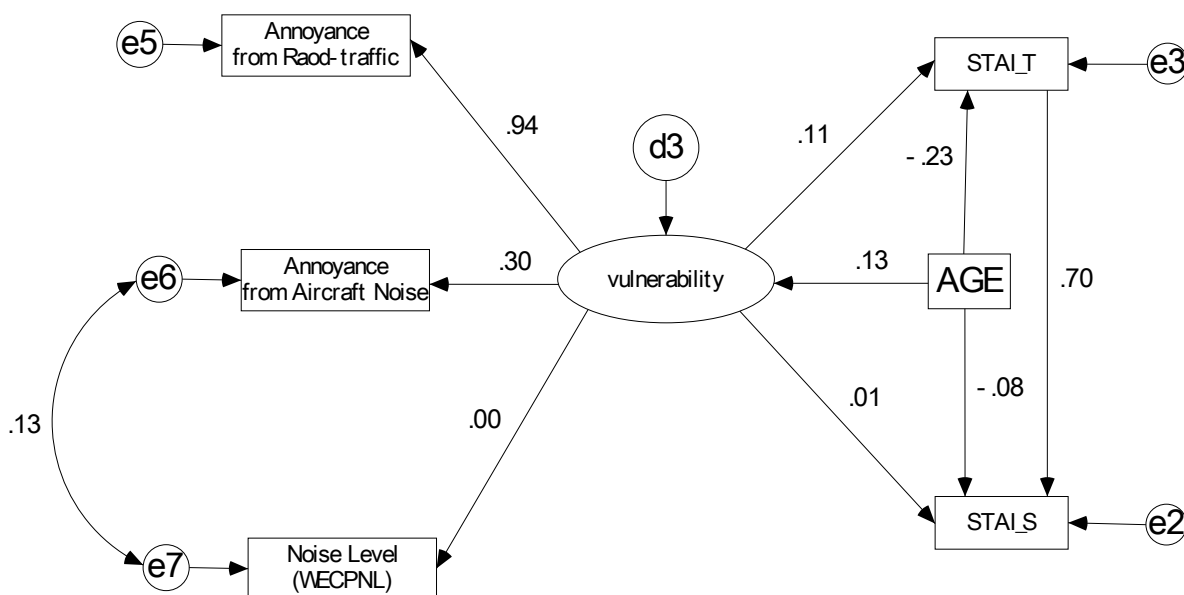 e5
Annoyance
from Raod-traffic
STAI_T
e3
.94
d3
.11
- .23
e6
Annoyance
from Aircraft Noise
.30
vulnerability
.13
AGE
.70
.13
.00
.01
- .08
e7
Noise Level
(WECPNL)
STAI_S
e2